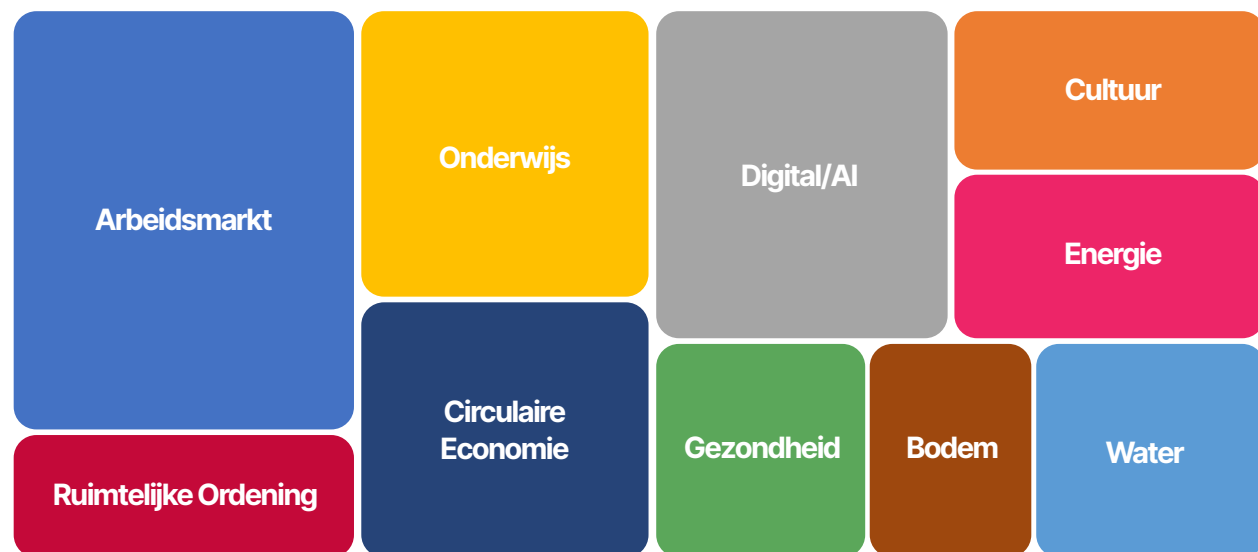 Arbeidsmarkt
Ruimtelijke Ordening
Onderwijs
Circulaire
Economie
Digital/AI
Cultuur
Energie
Gezondheid
Bodem
Water